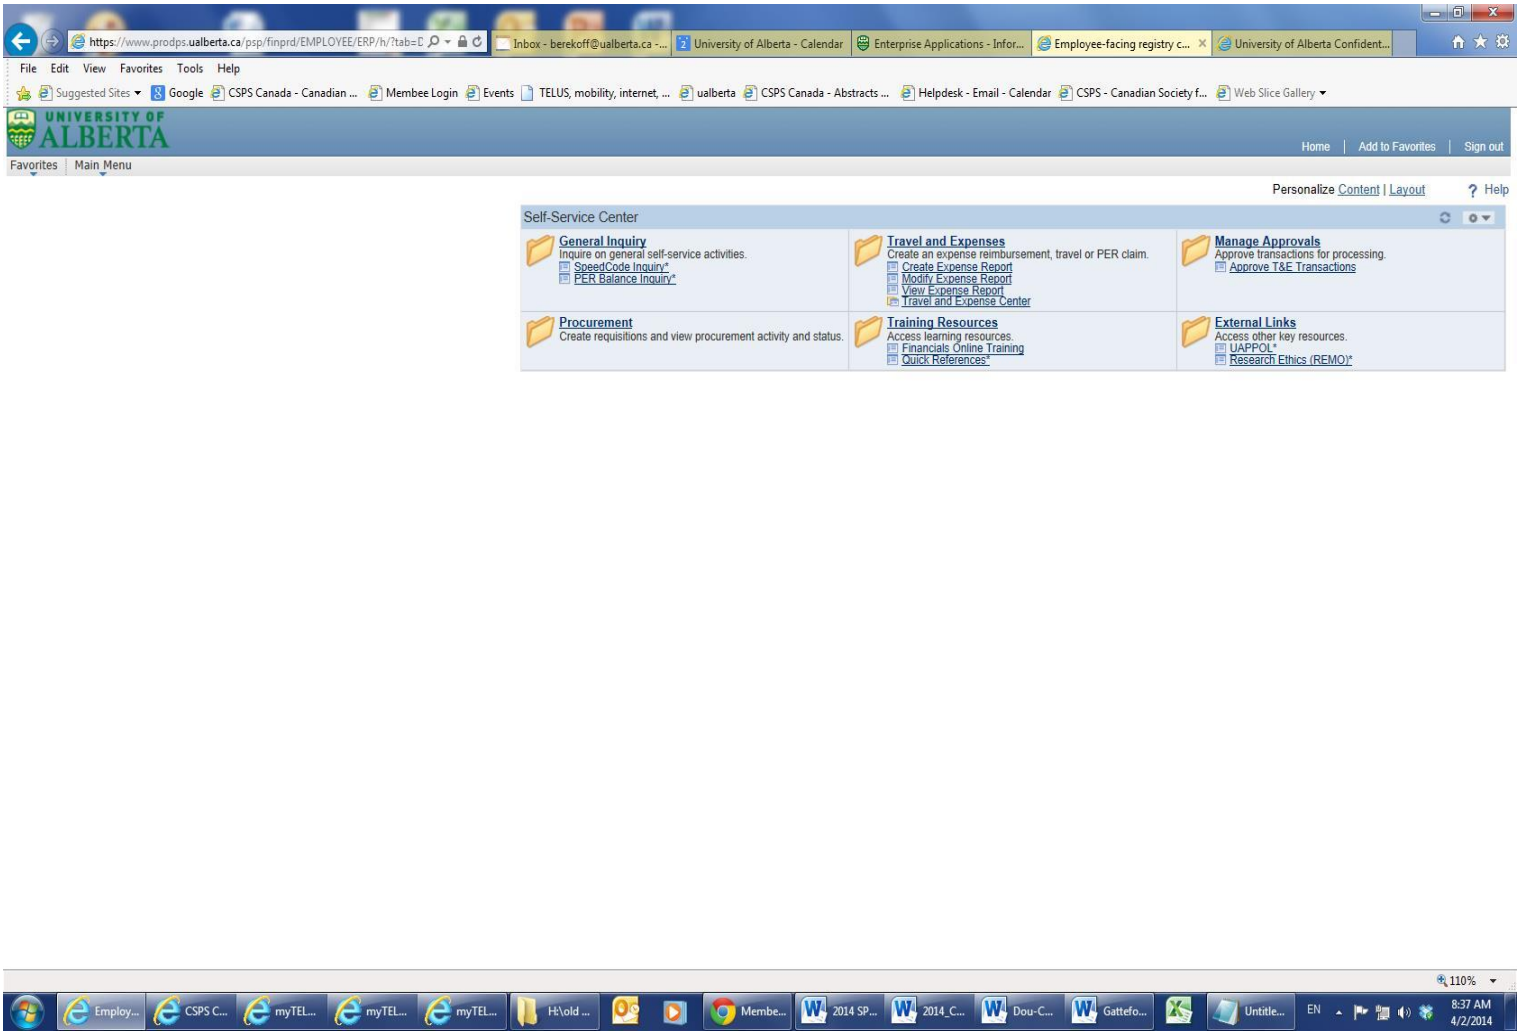 https://www.prodps.ualberta.ca/psp/finprd/EMPLOYEE/ERP/h/?tab=D
Inbox - berekoff@ualberta.ca -...
2 University of Alberta - Calendar
Enterprise Applications - Infor...
Employee-facing registry c...
University of Alberta Confident...
File Edit View Favorites Tools Help
Suggested Sites
8 Google
CSPS Canada - Canadian ...
Membee Login
Events
TELUS, mobility, internet, ...
ualberta
CSPS Canada - Abstracts ...
Helpdesk - Email - Calendar
CSPS - Canadian Society f...
Web Slice Gallery
UNIVERSITY OF
ALBERTA
Home | Add to Favorites | Sign out
Favorites | Main Menu
Personalize Content | Layout ? Help
Self-Service Center
General Inquiry
Inquire on general self-service activities.
SpeedCode Inquiry*
PER Balance Inquiry*
Travel and Expenses
Create an expense reimbursement, travel or PER claim.
Create Expense Report
Modify Expense Report
View Expense Report
Travel and Expense Center
Manage Approvals
Approve transactions for processing.
Approve T&E Transactions
Procurement
Create requisitions and view procurement activity and status.
Training Resources
Access learning resources.
Financials Online Training
Quick References*
External Links
Access other key resources.
UAPPOL*
Research Ethics (REMO)*
110%
Employ...
CSPS C...
myTEL...
myTEL...
myTEL...
H:\old ...
Membe...
2014 SP...
2014_C...
Dou-C...
Gattefo...
Untitle...
EN
8:37 AM
4/2/2014